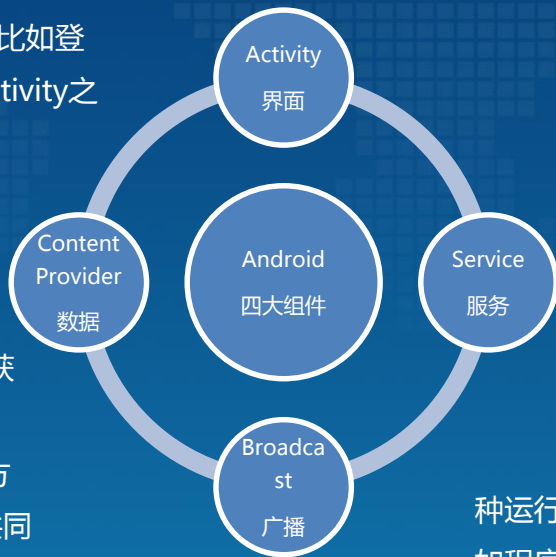 比如登
tivity之
Activity
界面
Content
Provider
数据
Android
四大组件
Service
服务
Broadca
st
广播
种运行